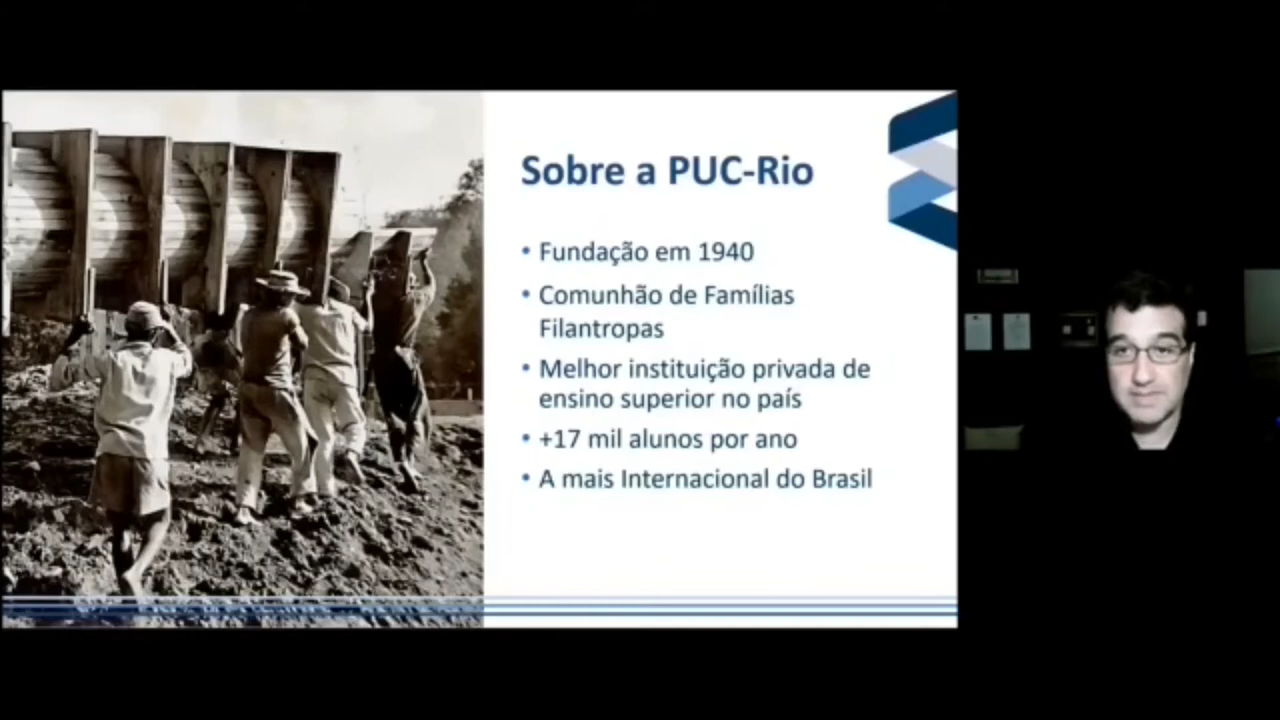 Sobre a PUC-Rio
• Fundação em 1940
• Comunhão de Famílias
Filantropas
• Melhor instituição privada de
ensino superior no país
• +17 mil alunos por ano
• A mais Internacional do Brasil